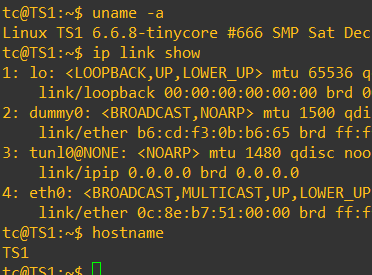 tc@TS1:~$ uname -a
Linux TS1 6.6.8-tinycore #666 SMP Sat Dec
tc@TS1:~$ ip link show
1: lo: <LOOPBACK,UP,LOWER_UP> mtu 65536 q
link/loopback 00:00:00:00:00:00 brd 0
2: dummy0: <BROADCAST,NOARP> mtu 1500 qdi
link/ether b6:cd:f3:0b:b6:65 brd ff:f
3: tunl0@NONE: <NOARP> mtu 1480 qdisc noo
link/ipip 0.0.0.0 brd 0.0.0.0
4: eth0: <BROADCAST,MULTICAST,UP,LOWER_UP
link/ether 0c:8e:b7:51:00:00 brd ff:f
tc@TS1:~$ hostname
TS1
tc@TS1:~$